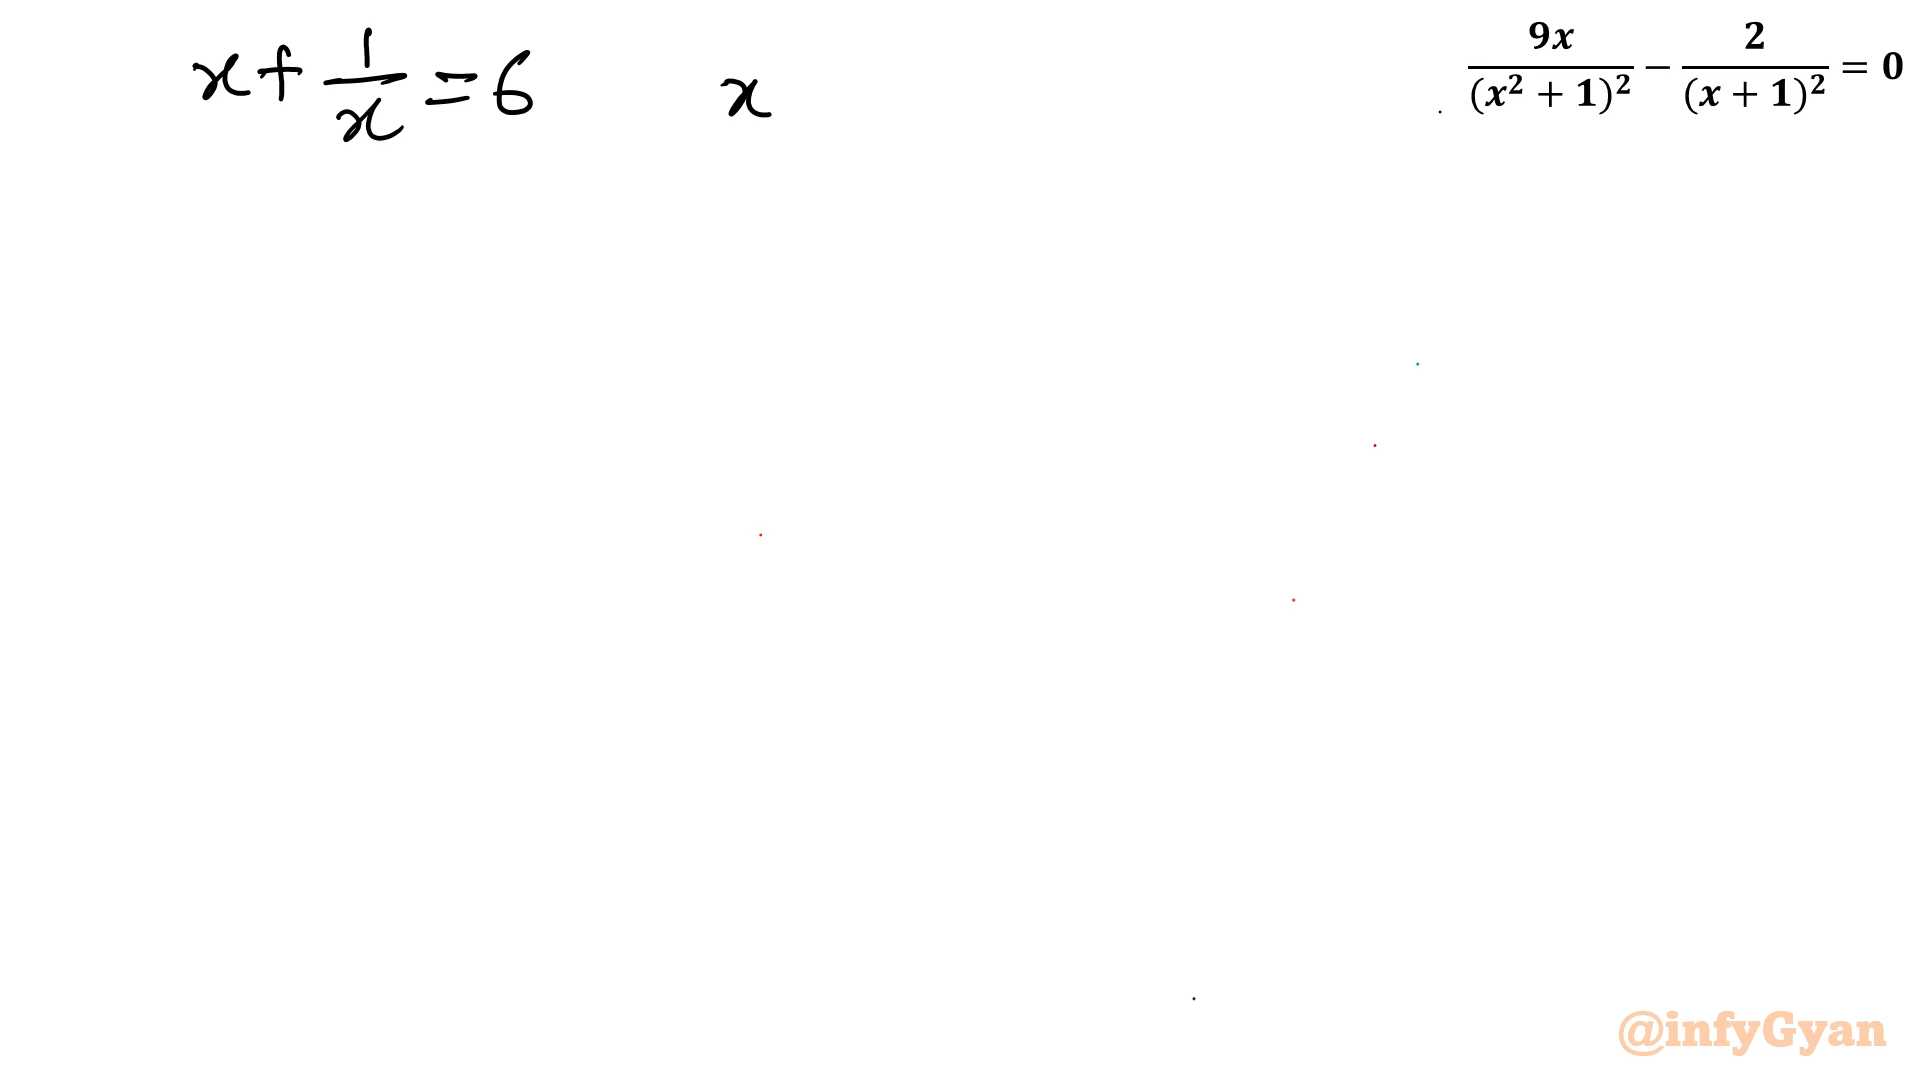 x + 1/x = 6 x
9x/(x² + 1)² − 2/(x + 1)² = 0
@infyGyan